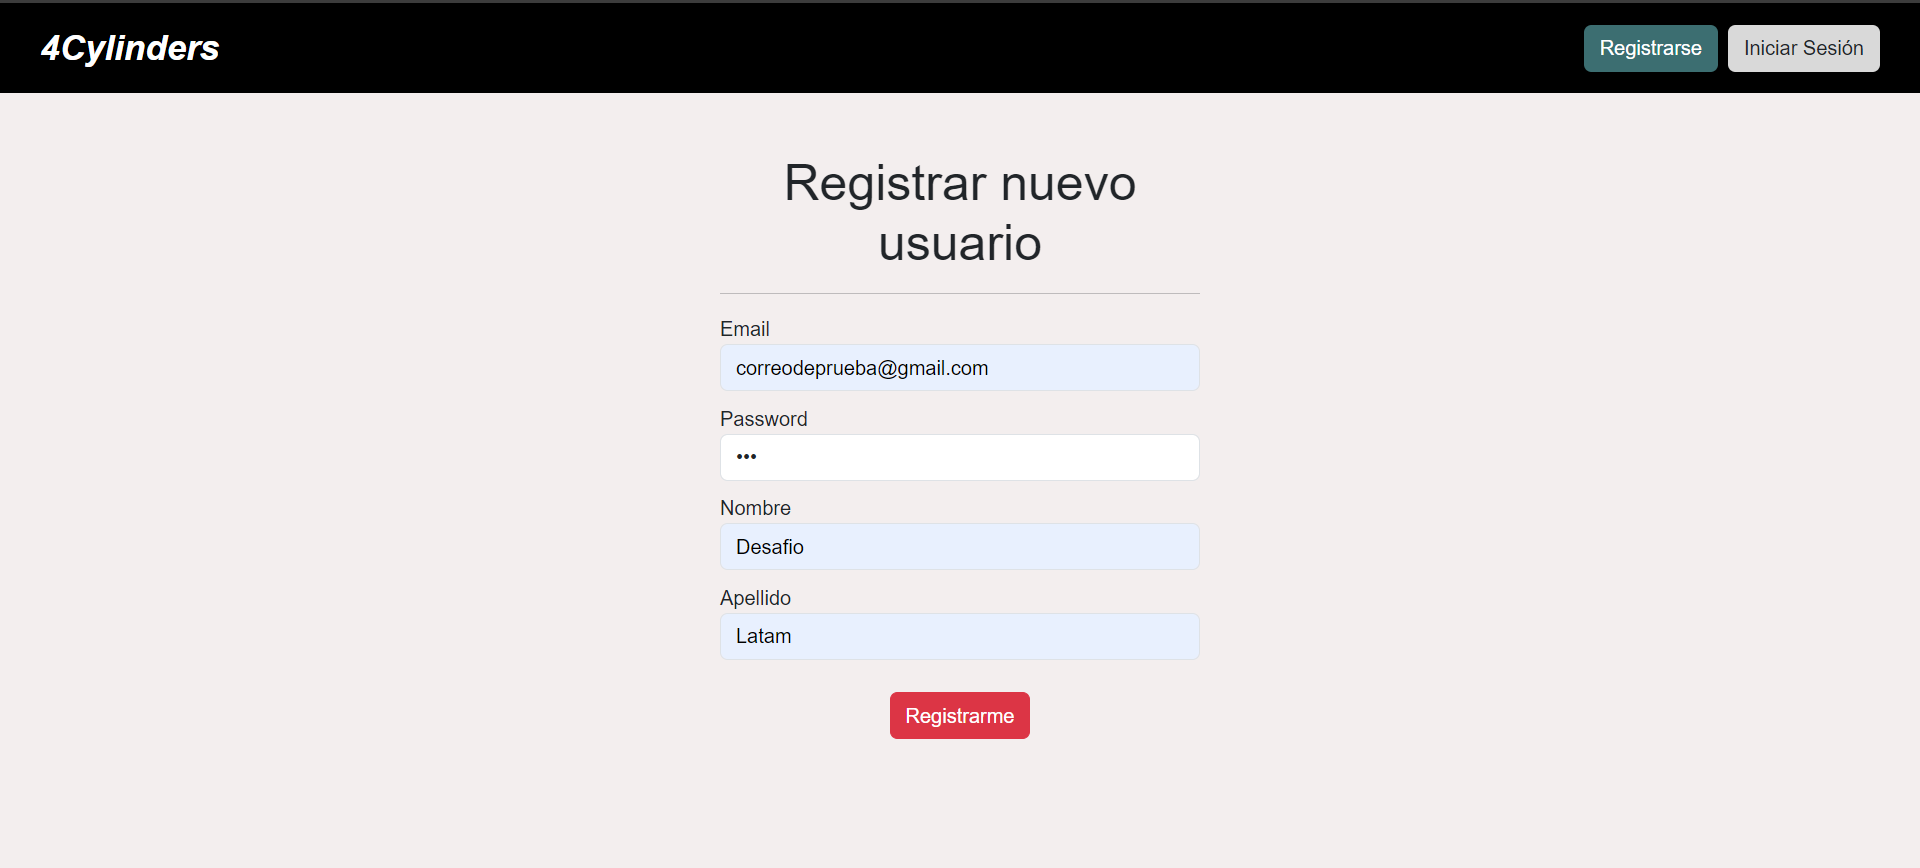 4Cylinders
Registrarse
Iniciar Sesión
Registrar nuevo
usuario
Email
correodeprueba@gmail.com
Password
•••
Nombre
Desafio
Apellido
Latam
Registrarme